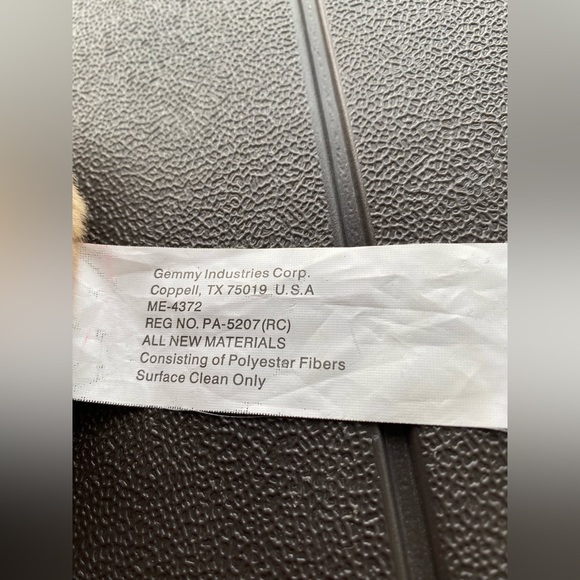 Gemmy Industries Corp.
Coppell, TX 75019 U.S.A
ME-4372
REG NO. PA-5207(RC)
ALL NEW MATERIALS
Consisting of Polyestar Fibers
Surface Clean Only